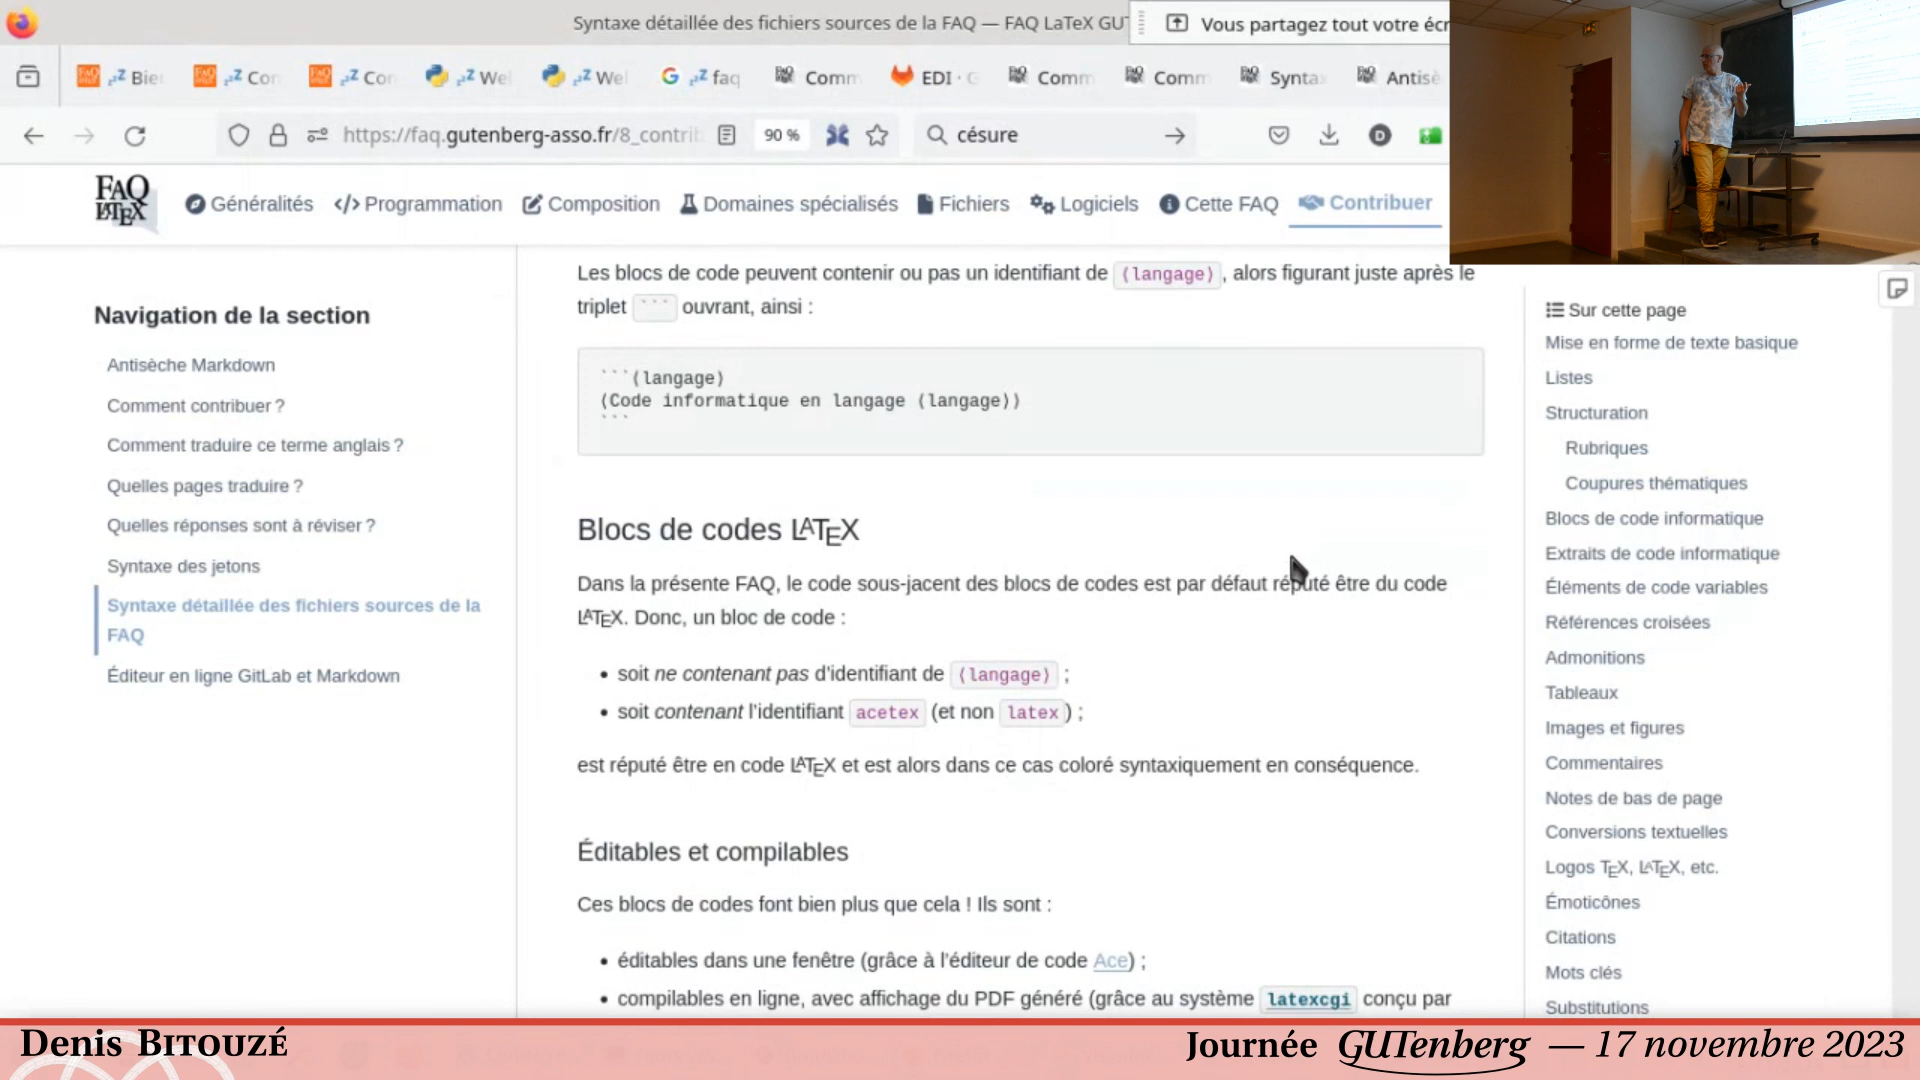 Syntaxe détaillée des fichiers sources de la FAQ — FAQ LaTeX GUT
Vous partagez tout votre écr
Bie
Con
Con
Wel
Wel
faq
Comm
EDI · G
Comm
Comm
Synta
Antisè
https://faq.gutenberg-asso.fr/8_contrib
90 %
césure
FAQ LATEX
Généralités
</> Programmation
Composition
Domaines spécialisés
Fichiers
Logiciels
Cette FAQ
Contribuer
Navigation de la section
Antisèche Markdown
Comment contribuer ?
Comment traduire ce terme anglais ?
Quelles pages traduire ?
Quelles réponses sont à réviser ?
Syntaxe des jetons
Syntaxe détaillée des fichiers sources de la
FAQ
Éditeur en ligne GitLab et Markdown
Les blocs de code peuvent contenir ou pas un identifiant de ⟨langage⟩, alors figurant juste après le
triplet ``` ouvrant, ainsi :
```⟨langage⟩
⟨Code informatique en langage ⟨langage⟩⟩
```
Blocs de codes LATEX
Dans la présente FAQ, le code sous-jacent des blocs de codes est par défaut réputé être du code
LATEX. Donc, un bloc de code :
• soit ne contenant pas d'identifiant de ⟨langage⟩ ;
• soit contenant l'identifiant acetex (et non latex) ;
est réputé être en code LATEX et est alors dans ce cas coloré syntaxiquement en conséquence.
Éditables et compilables
Ces blocs de codes font bien plus que cela ! Ils sont :
• éditables dans une fenêtre (grâce à l'éditeur de code Ace) ;
• compilables en ligne, avec affichage du PDF généré (grâce au système latexcgi conçu par
Sur cette page
Mise en forme de texte basique
Listes
Structuration
Rubriques
Coupures thématiques
Blocs de code informatique
Extraits de code informatique
Éléments de code variables
Références croisées
Admonitions
Tableaux
Images et figures
Commentaires
Notes de bas de page
Conversions textuelles
Logos TEX, LATEX, etc.
Émoticônes
Citations
Mots clés
Substitutions
Denis BITOUZÉ
Journée GUTenberg — 17 novembre 2023